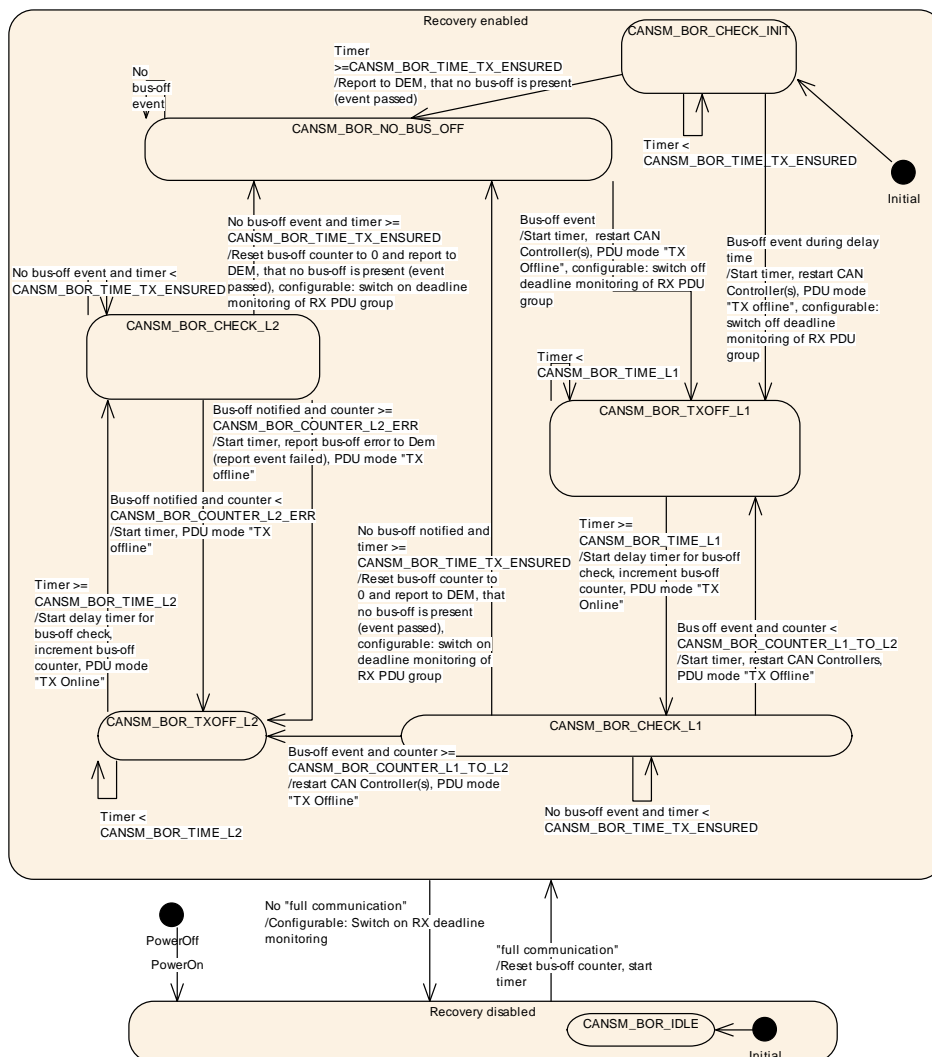 Recovery enabled
CANSM_BOR_CHECK_INIT
Timer
>=CANSM_BOR_TIME_TX_ENSURED
/Report to DEM, that no bus-off is present
(event passed)
No
bus-off
event
CANSM_BOR_NO_BUS_OFF
Timer <
CANSM_BOR_TIME_TX_ENSURED
Initial
No bus-off event and timer >=
CANSM_BOR_TIME_TX_ENSURED
/Reset bus-off counter to 0 and report to
DEM, that no bus-off is present (event
passed), configurable: switch on deadline
monitoring of RX PDU group
Bus-off event
/Start timer, restart CAN
Controller(s), PDU mode "TX
Offline", configurable: switch off
deadline monitoring of RX PDU
group
Bus-off event during delay
time
/Start timer, restart CAN
Controller(s), PDU mode
"TX offline", configurable:
switch off deadline
monitoring of RX PDU
group
No bus-off event and timer <
CANSM_BOR_TIME_TX_ENSURED
CANSM_BOR_CHECK_L2
Timer <
CANSM_BOR_TIME_L1
CANSM_BOR_TXOFF_L1
Bus-off notified and counter >=
CANSM_BOR_COUNTER_L2_ERR
/Start timer, report bus-off error to Dem
(report event failed), PDU mode "TX
offline"
Bus-off notified and counter <
CANSM_BOR_COUNTER_L2_ERR
/Start timer, PDU mode "TX
offline"
No bus-off notified and
timer >=
CANSM_BOR_TIME_TX_ENSURED
/Reset bus-off counter to
0 and report to DEM, that
no bus-off is present
(event passed),
configurable: switch on
deadline monitoring of
RX PDU group
Timer >=
CANSM_BOR_TIME_L1
/Start delay timer for bus-off
check, increment bus-off
counter, PDU mode "TX
Online"
Timer >=
CANSM_BOR_TIME_L2
/Start delay timer for
bus-off check,
increment bus-off
counter, PDU mode
"TX Online"
Bus off event and counter <
CANSM_BOR_COUNTER_L1_TO_L2
/Start timer, restart CAN Controllers,
PDU mode "TX Offline"
CANSM_BOR_TXOFF_L2
CANSM_BOR_CHECK_L1
Bus-off event and counter >=
CANSM_BOR_COUNTER_L1_TO_L2
/restart CAN Controller(s), PDU mode
"TX Offline"
Timer <
CANSM_BOR_TIME_L2
No bus-off event and timer <
CANSM_BOR_TIME_TX_ENSURED
No "full communication"
/Configurable: Switch on RX deadline
monitoring
PowerOff
PowerOn
"full communication"
/Reset bus-off counter, start
timer
Recovery disabled
CANSM_BOR_IDLE
Initial